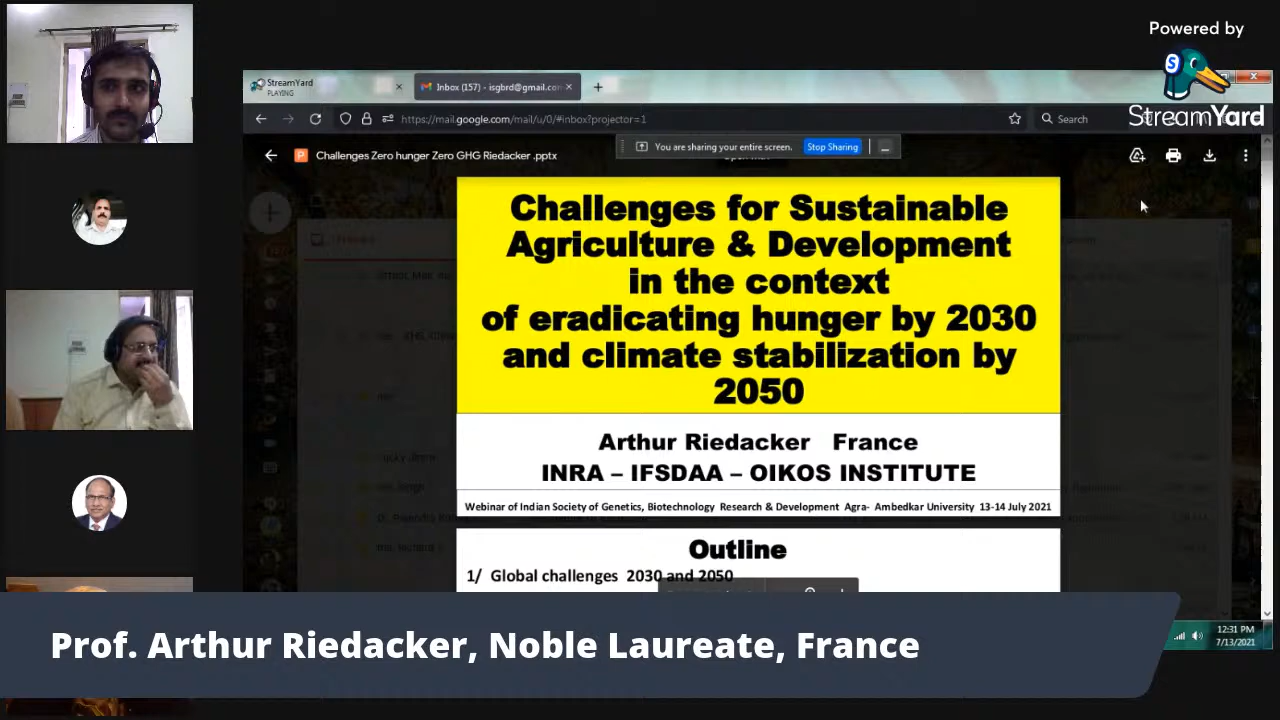 Powered by
StreamYard
StreamYard
PLAYING
Inbox (157) - isgbrd@gmail.con
https://mail.google.com/mail/u/0/#inbox?projector=1
Search
You are sharing your entire screen.
Stop Sharing
P
Challenges Zero hunger Zero GHG Riedacker .pptx
Challenges for Sustainable
Agriculture & Development
in the context
of eradicating hunger by 2030
and climate stabilization by
2050
Arthur Riedacker France
INRA – IFSDAA – OIKOS INSTITUTE
Webinar of Indian Society of Genetics, Biotechnology Research & Development Agra- Ambedkar University 13-14 July 2021
Outline
1/ Global challenges 2030 and 2050
12:31 PM
7/13/2021
Prof. Arthur Riedacker, Noble Laureate, France